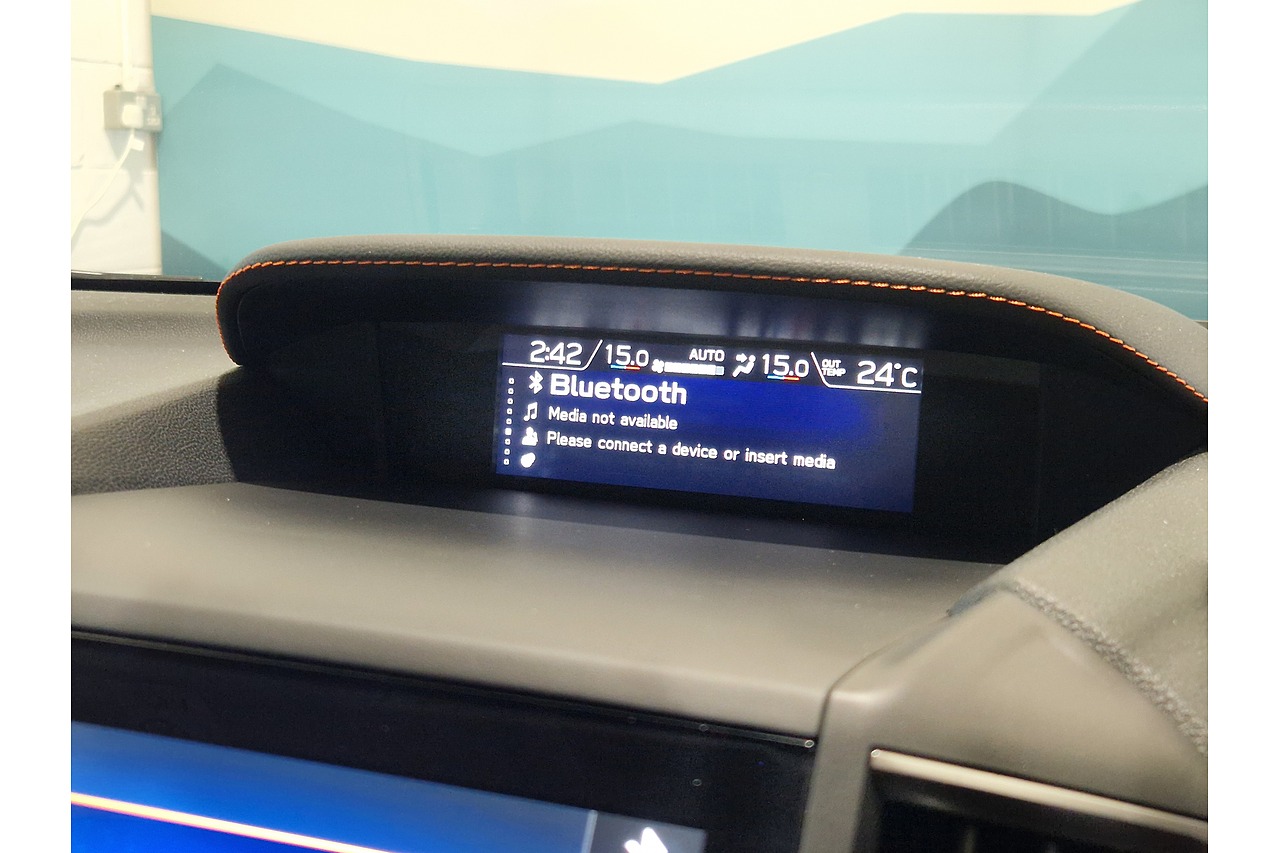 2:42 15.0 AUTO 15.0 OUT TEMP 24°C
Bluetooth
Media not available
Please connect a device or insert media